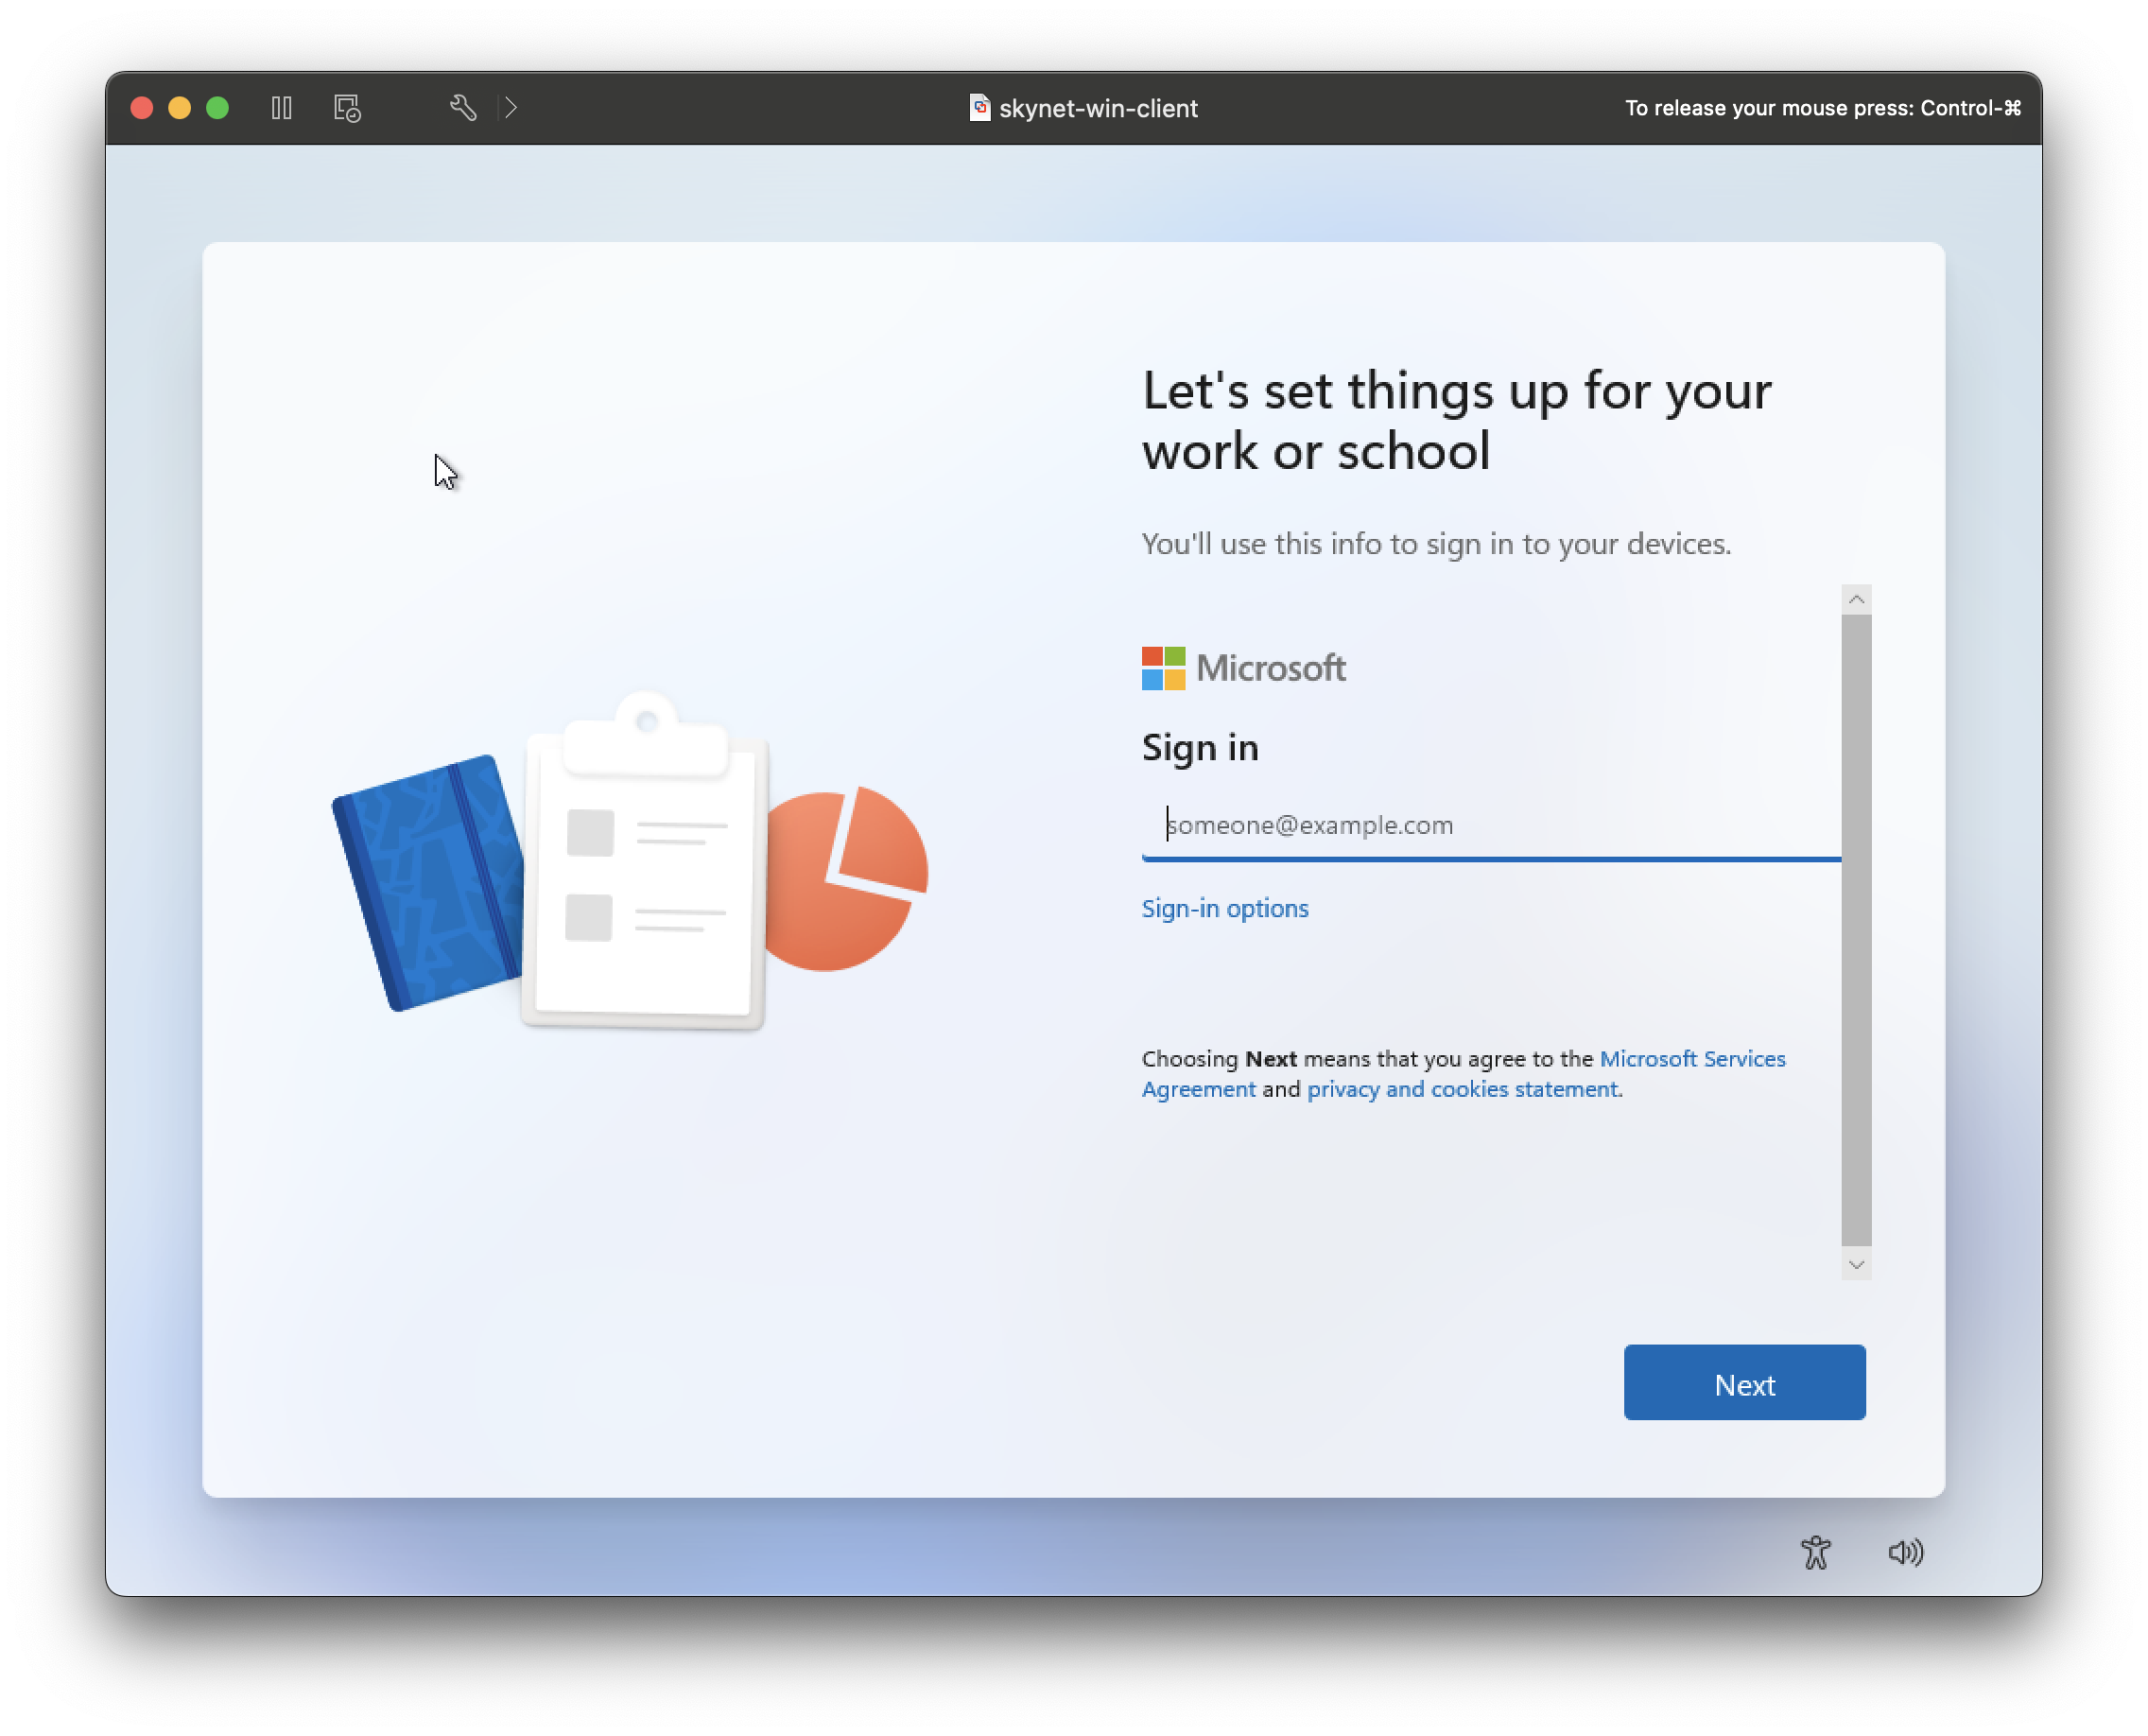 skynet-win-client
To release your mouse press: Control-⌘
Let's set things up for your
work or school
You'll use this info to sign in to your devices.
Microsoft
Sign in
someone@example.com
Sign-in options
Choosing Next means that you agree to the Microsoft Services
Agreement and privacy and cookies statement.
Next